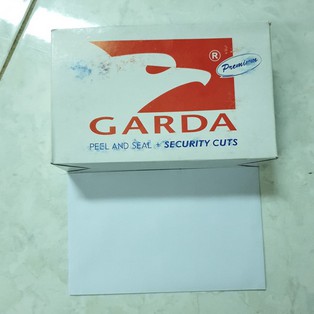 ®
Premium
GARDA
PEEL AND SEAL + SECURITY CUTS